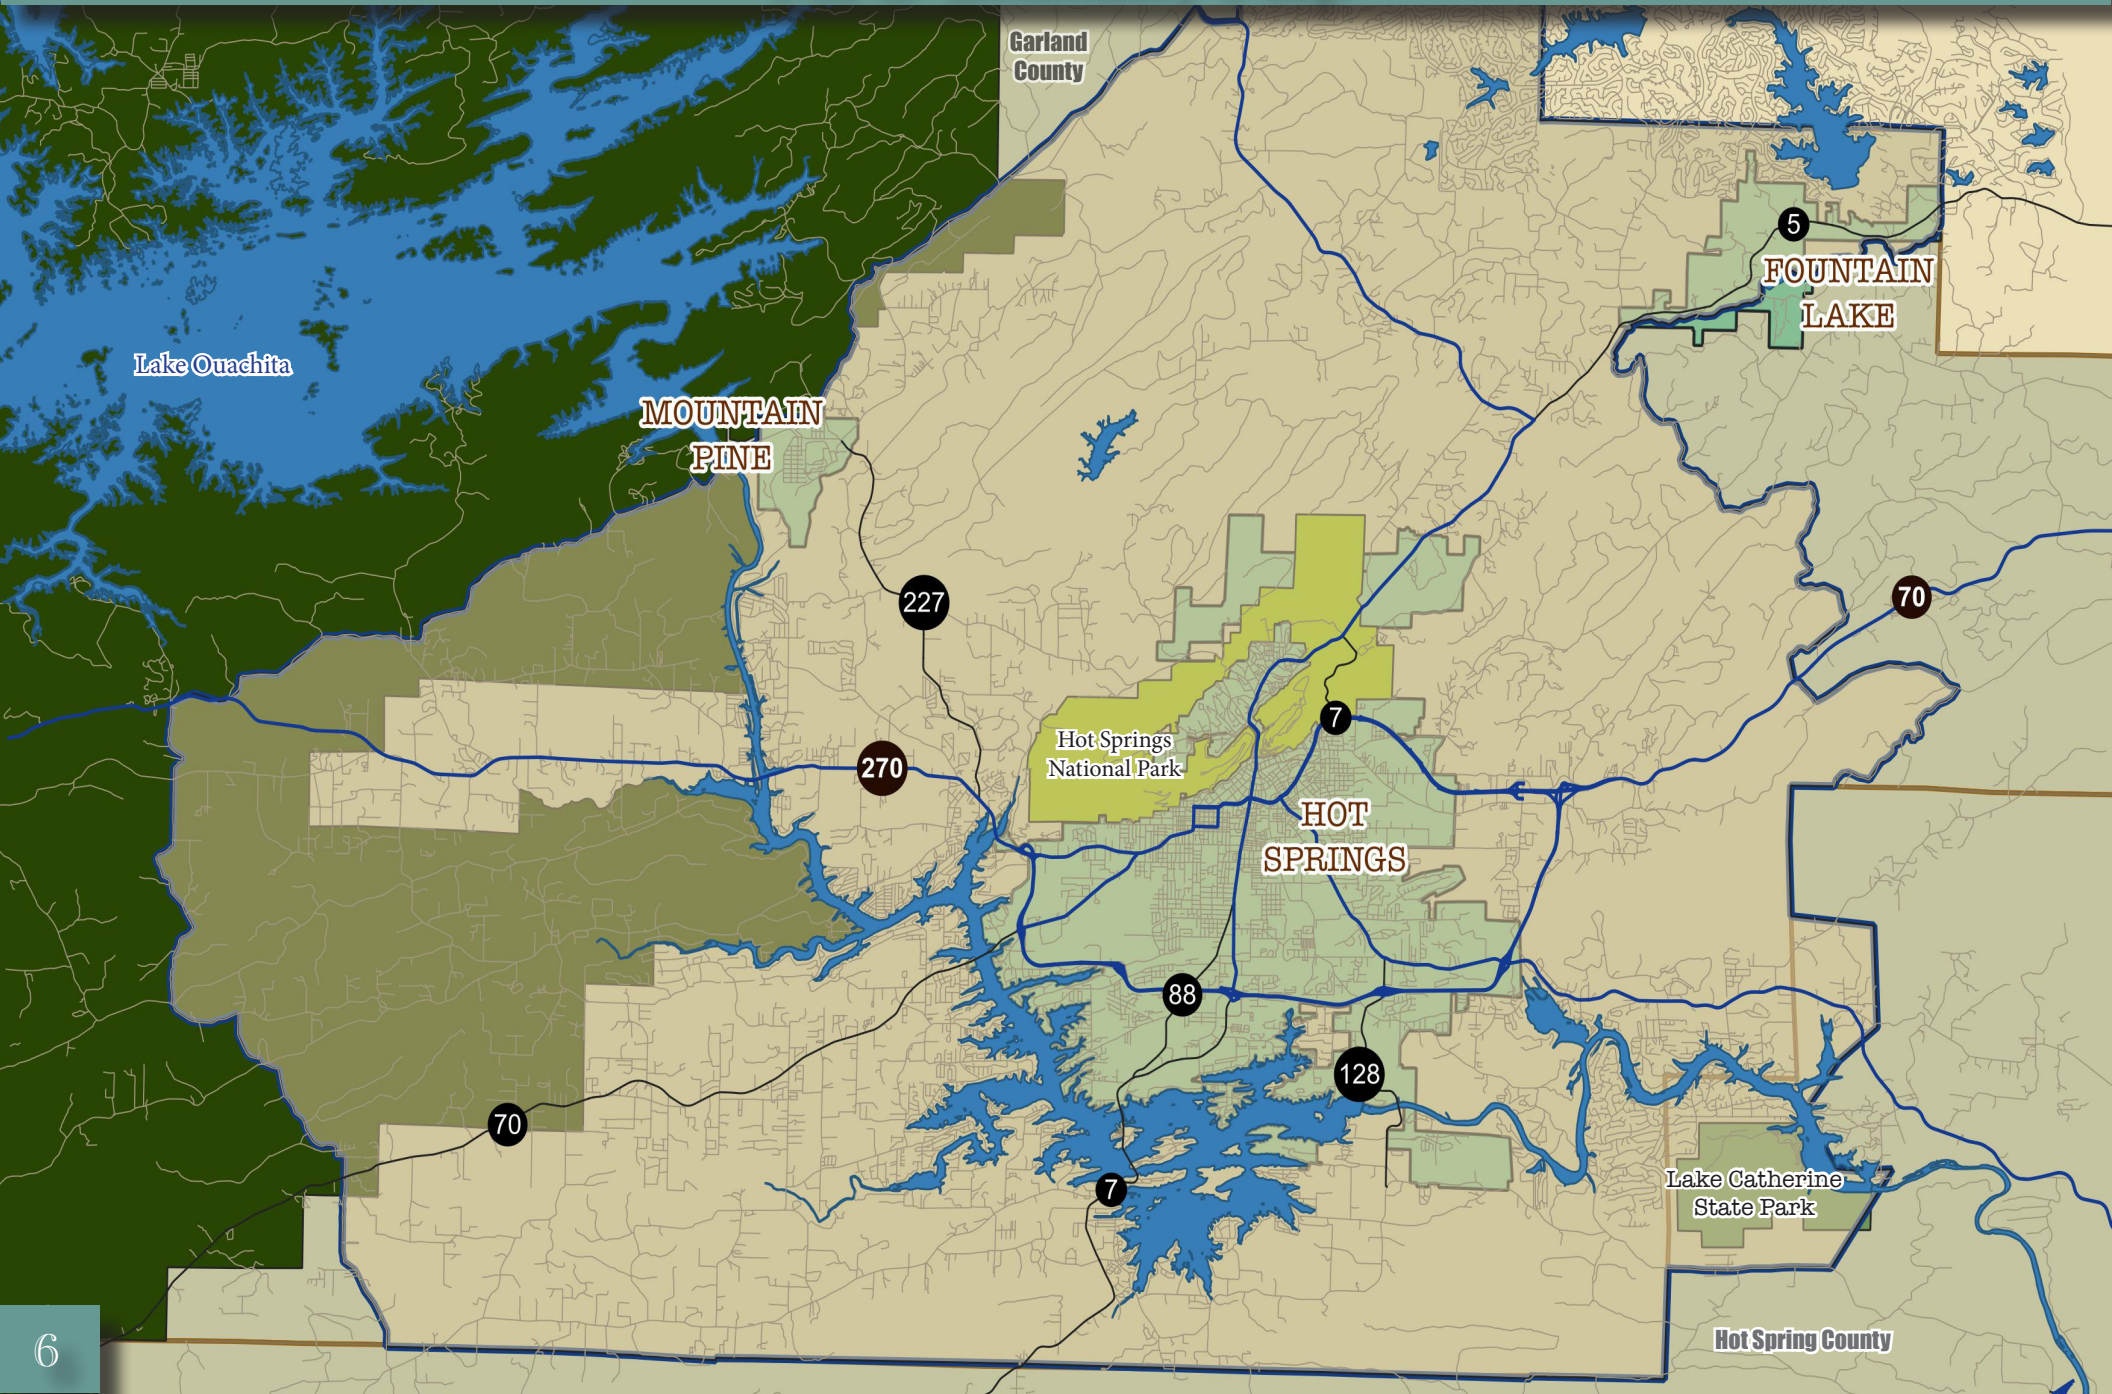 Garland
County
5
FOUNTAIN
LAKE
Lake Ouachita
MOUNTAIN
PINE
227
70
7
Hot Springs
National Park
270
HOT
SPRINGS
88
128
70
7
Lake Catherine
State Park
Hot Spring County
6